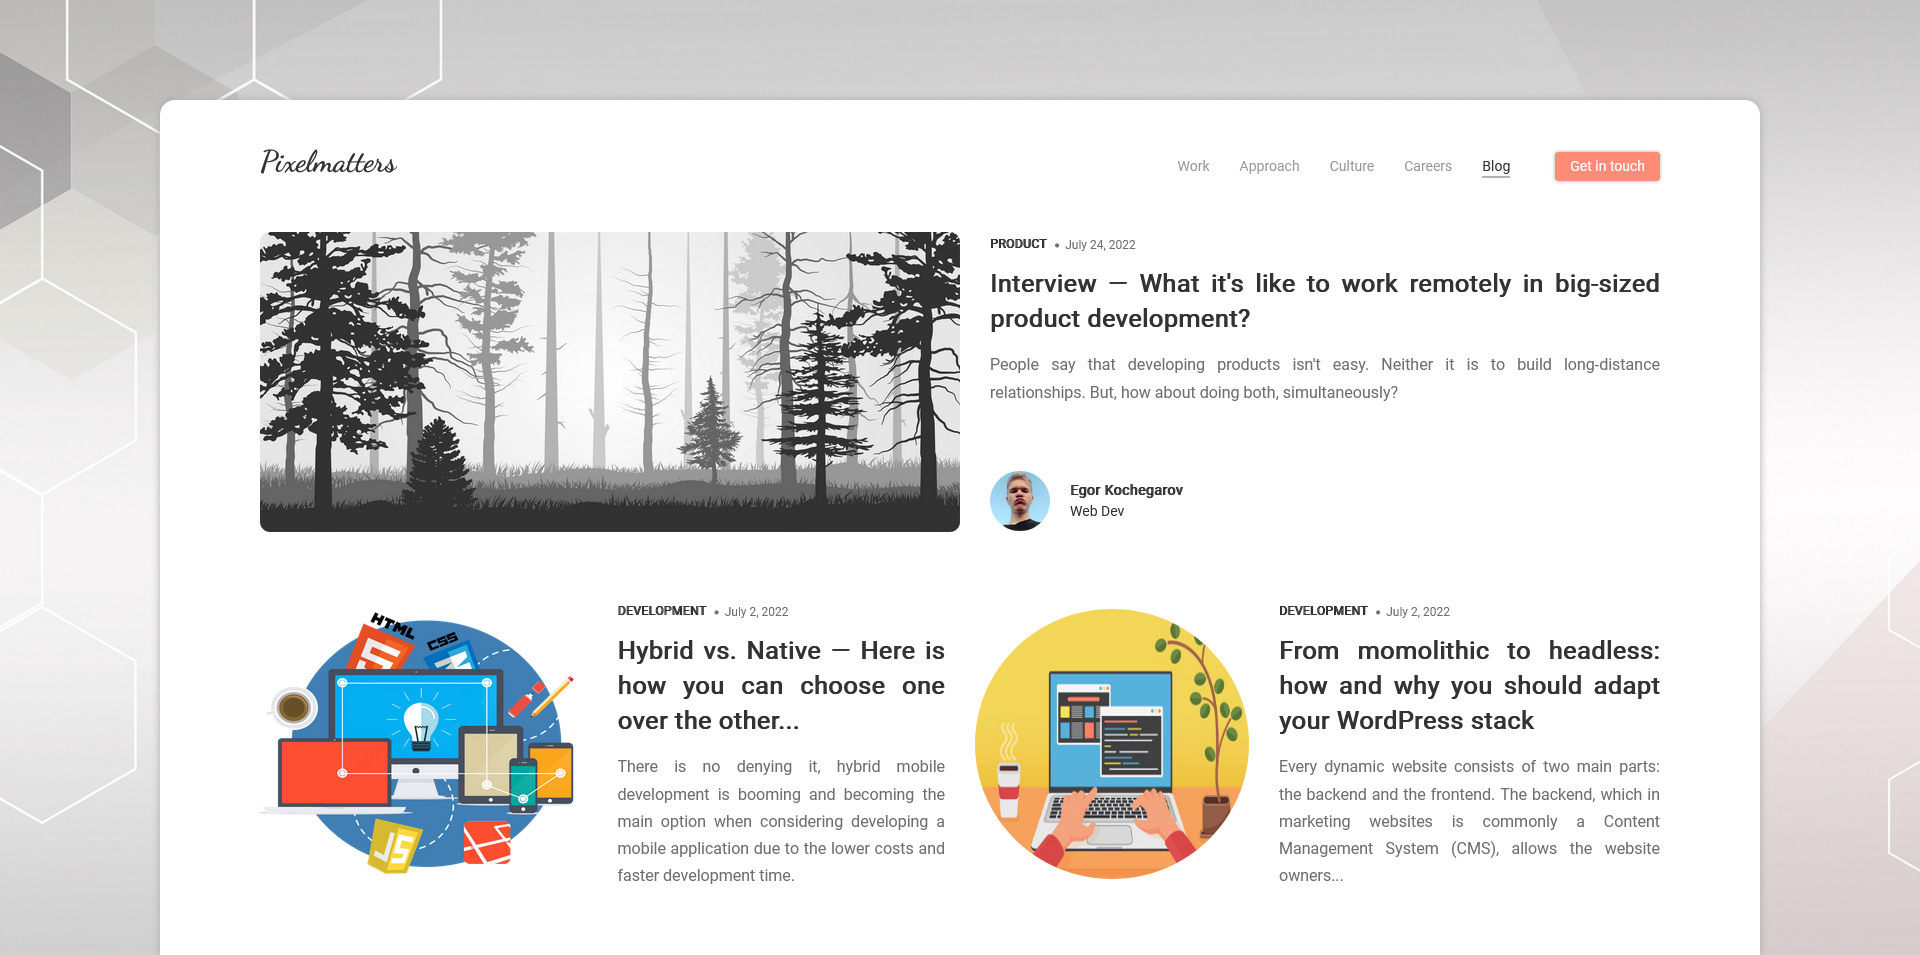 Pixelmatters
Work Approach Culture Careers Blog Get in touch
PRODUCT • July 24, 2022
Interview — What it's like to work remotely in big-sized
product development?
People say that developing products isn't easy. Neither it is to build long-distance
relationships. But, how about doing both, simultaneously?
Egor Kochegarov
Web Dev
HTML
CSS
JS
DEVELOPMENT • July 2, 2022
Hybrid vs. Native — Here is
how you can choose one
over the other...
There is no denying it, hybrid mobile
development is booming and becoming the
main option when considering developing a
mobile application due to the lower costs and
faster development time.
DEVELOPMENT • July 2, 2022
From momolithic to headless:
how and why you should adapt
your WordPress stack
Every dynamic website consists of two main parts:
the backend and the frontend. The backend, which in
marketing websites is commonly a Content
Management System (CMS), allows the website
owners...